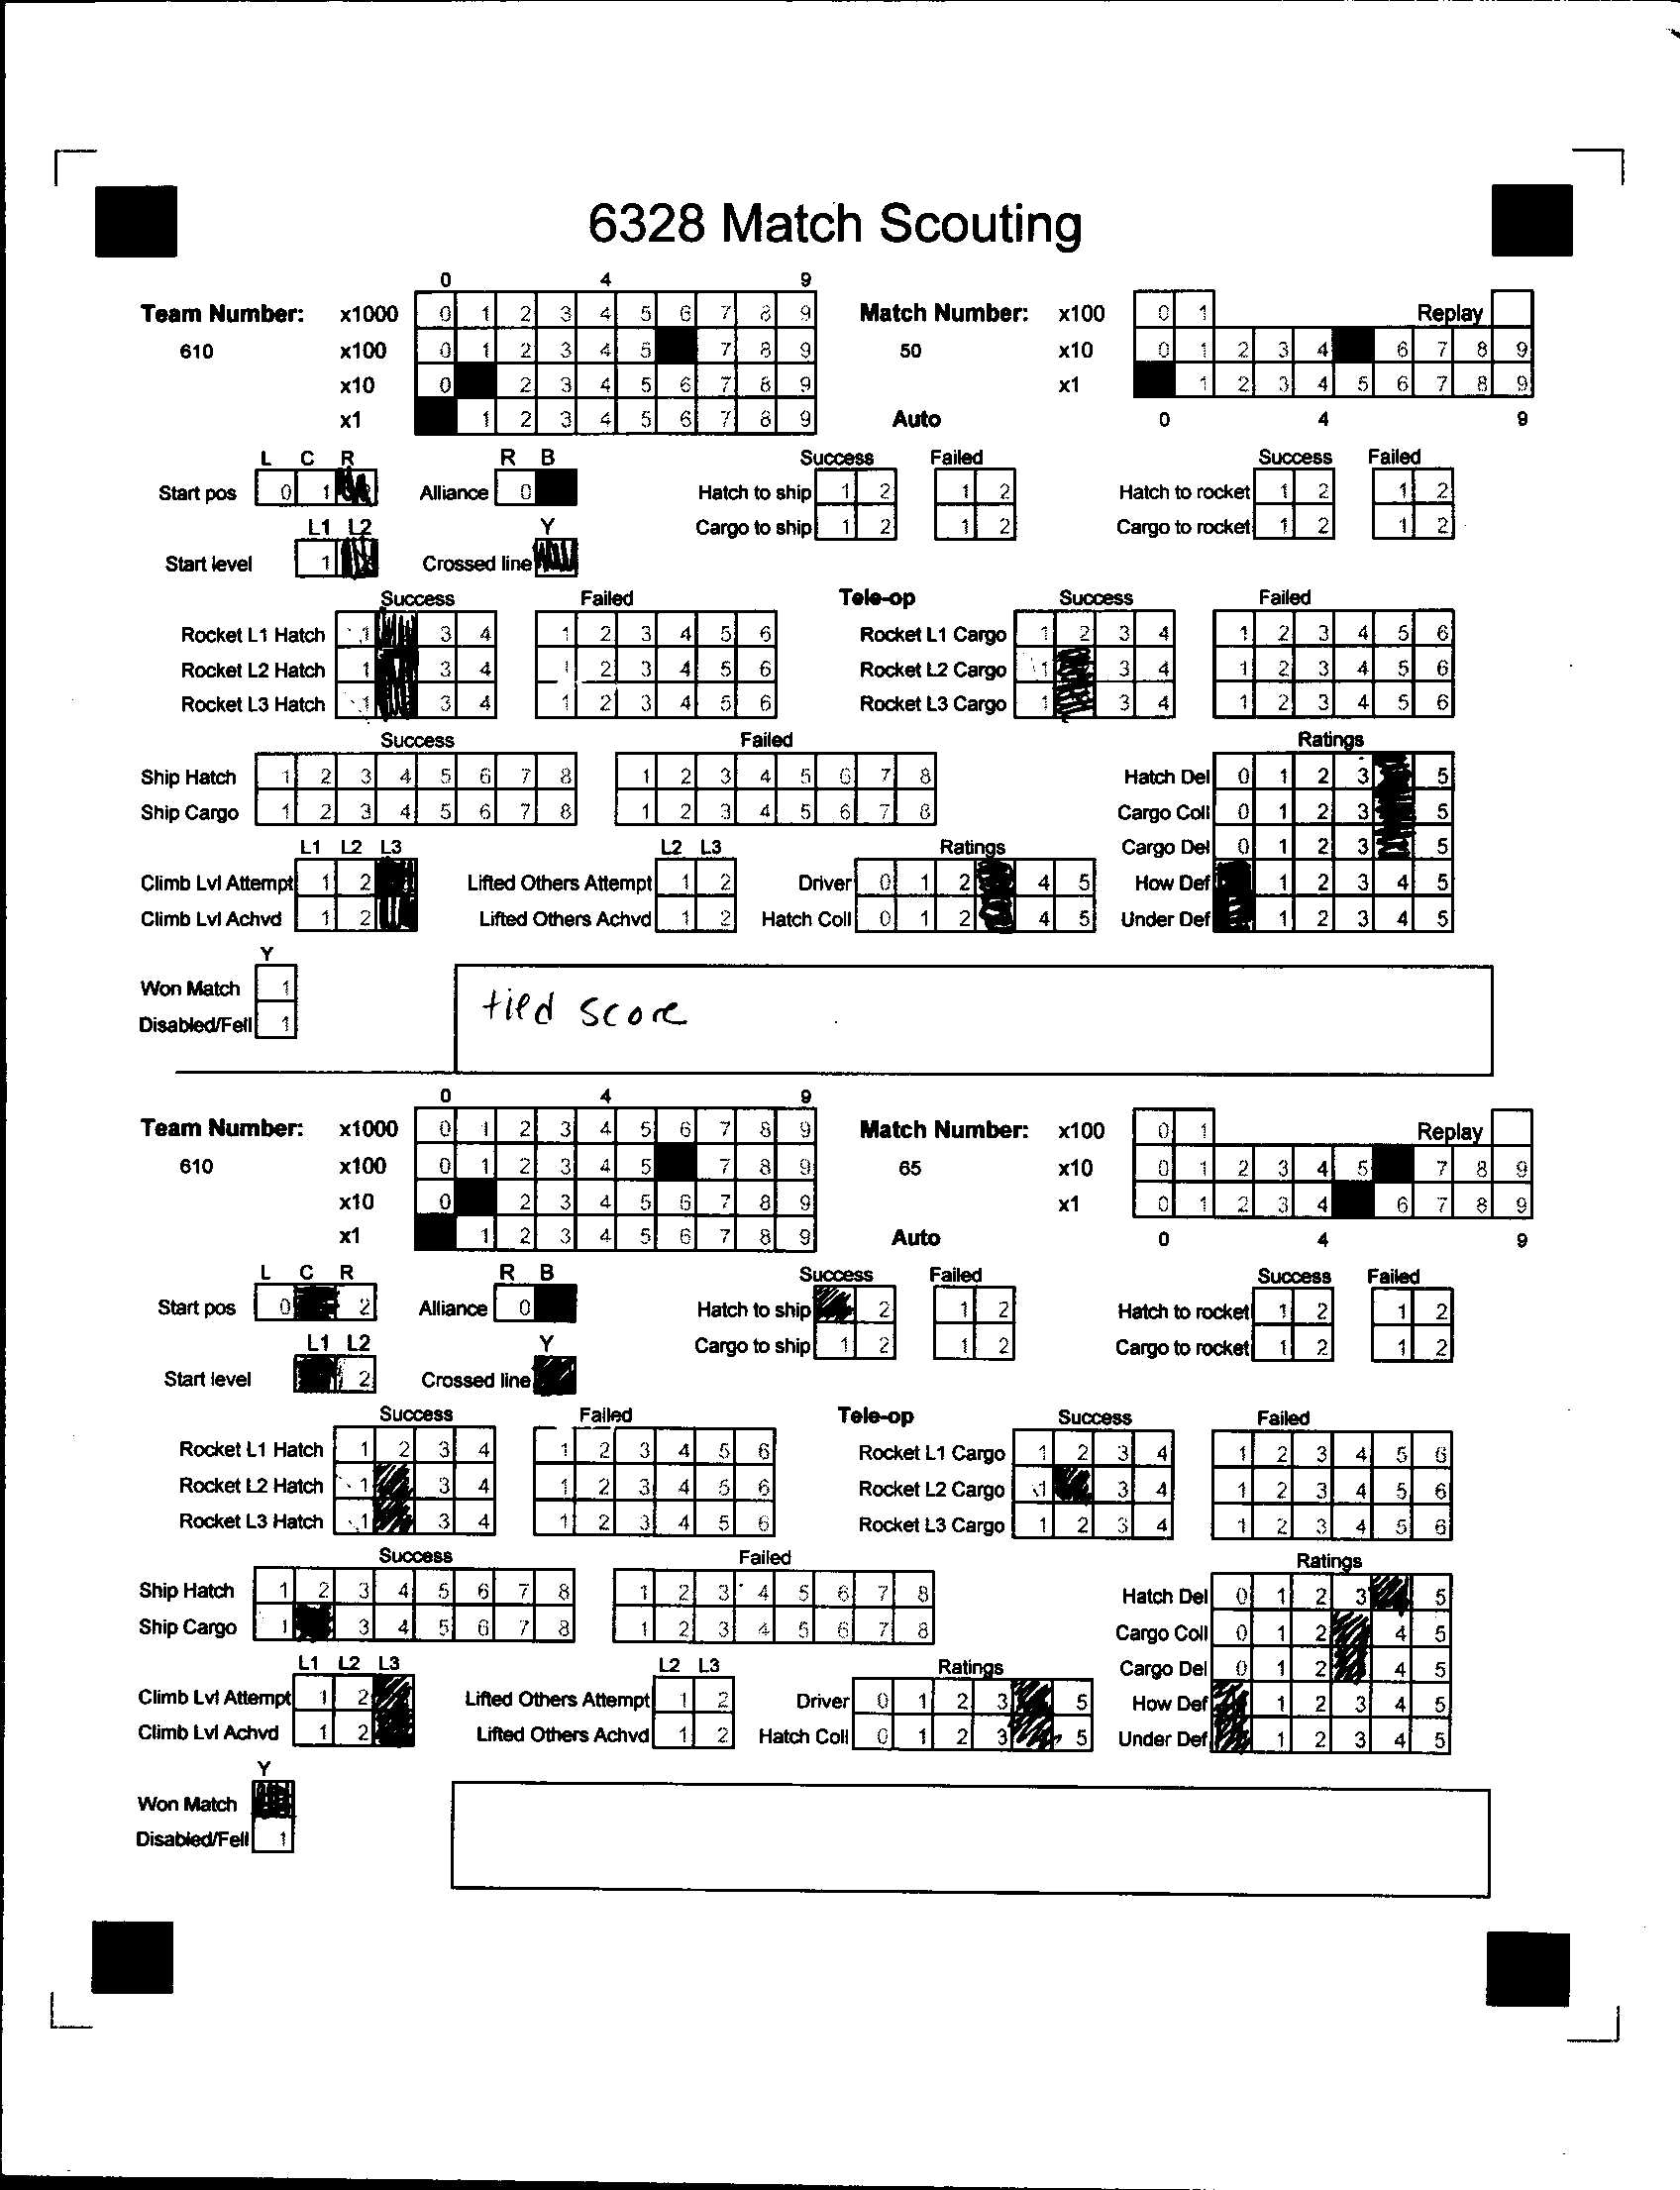 6328 Match Scouting
0 4 9
Team Number: x1000 0 1 2 3 4 5 6 7 8 9 Match Number: x100 0 1 Replay
610 x100 0 1 2 3 4 5 7 8 9 50 x10 0 1 2 3 4 6 7 8 9
x10 0 2 3 4 5 6 7 8 9 x1 1 2 3 4 5 6 7 8 9
x1 1 2 3 4 5 6 7 8 9 Auto 0 4 9
L C R R B Success Failed Success Failed
Start pos 0 1 Alliance 0 Hatch to ship 1 2 1 2 Hatch to rocket 1 2 1 2
L1 L2 Y Cargo to ship 1 2 1 2 Cargo to rocket 1 2 1 2
Start level 1 Crossed line
Success Failed Tele-op Success Failed
Rocket L1 Hatch 1 3 4 1 2 3 4 5 6 Rocket L1 Cargo 1 2 3 4 1 2 3 4 5 6
Rocket L2 Hatch 1 3 4 1 2 3 4 5 6 Rocket L2 Cargo 1 3 4 1 2 3 4 5 6
Rocket L3 Hatch 1 3 4 1 2 3 4 5 6 Rocket L3 Cargo 1 3 4 1 2 3 4 5 6
Success Failed Ratings
Ship Hatch 1 2 3 4 5 6 7 8 1 2 3 4 5 6 7 8 Hatch Del 0 1 2 3 5
Ship Cargo 1 2 3 4 5 6 7 8 1 2 3 4 5 6 7 8 Cargo Coll 0 1 2 3 5
L1 L2 L3 L2 L3 Ratings Cargo Del 0 1 2 3 5
Climb Lvl Attempt 1 2 Lifted Others Attempt 1 2 Driver 0 1 2 4 5 How Def 1 2 3 4 5
Climb Lvl Achvd 1 2 Lifted Others Achvd 1 2 Hatch Coll 0 1 2 4 5 Under Def 1 2 3 4 5
Y
Won Match 1
Disabled/Fell 1
tied score
0 4 9
Team Number: x1000 0 1 2 3 4 5 6 7 8 9 Match Number: x100 0 1 Replay
610 x100 0 1 2 3 4 5 7 8 9 65 x10 0 1 2 3 4 5 7 8 9
x10 0 2 3 4 5 6 7 8 9 x1 0 1 2 3 4 6 7 8 9
x1 1 2 3 4 5 6 7 8 9 Auto 0 4 9
L C R R B Success Failed Success Failed
Start pos 0 2 Alliance 0 Hatch to ship 2 1 2 Hatch to rocket 1 2 1 2
L1 L2 Y Cargo to ship 1 2 1 2 Cargo to rocket 1 2 1 2
Start level 2 Crossed line
Success Failed Tele-op Success Failed
Rocket L1 Hatch 1 2 3 4 1 2 3 4 5 6 Rocket L1 Cargo 1 2 3 4 1 2 3 4 5 6
Rocket L2 Hatch 1 3 4 1 2 3 4 5 6 Rocket L2 Cargo 1 3 4 1 2 3 4 5 6
Rocket L3 Hatch 1 3 4 1 2 3 4 5 6 Rocket L3 Cargo 1 2 3 4 1 2 3 4 5 6
Success Failed Ratings
Ship Hatch 1 2 3 4 5 6 7 8 1 2 3 4 5 6 7 8 Hatch Del 0 1 2 3 5
Ship Cargo 1 3 4 5 6 7 8 1 2 3 4 5 6 7 8 Cargo Coll 0 1 2 4 5
L1 L2 L3 L2 L3 Ratings Cargo Del 0 1 2 4 5
Climb Lvl Attempt 1 2 Lifted Others Attempt 1 2 Driver 0 1 2 3 5 How Def 1 2 3 4 5
Climb Lvl Achvd 1 2 Lifted Others Achvd 1 2 Hatch Coll 0 1 2 3 5 Under Def 1 2 3 4 5
Y
Won Match
Disabled/Fell 1